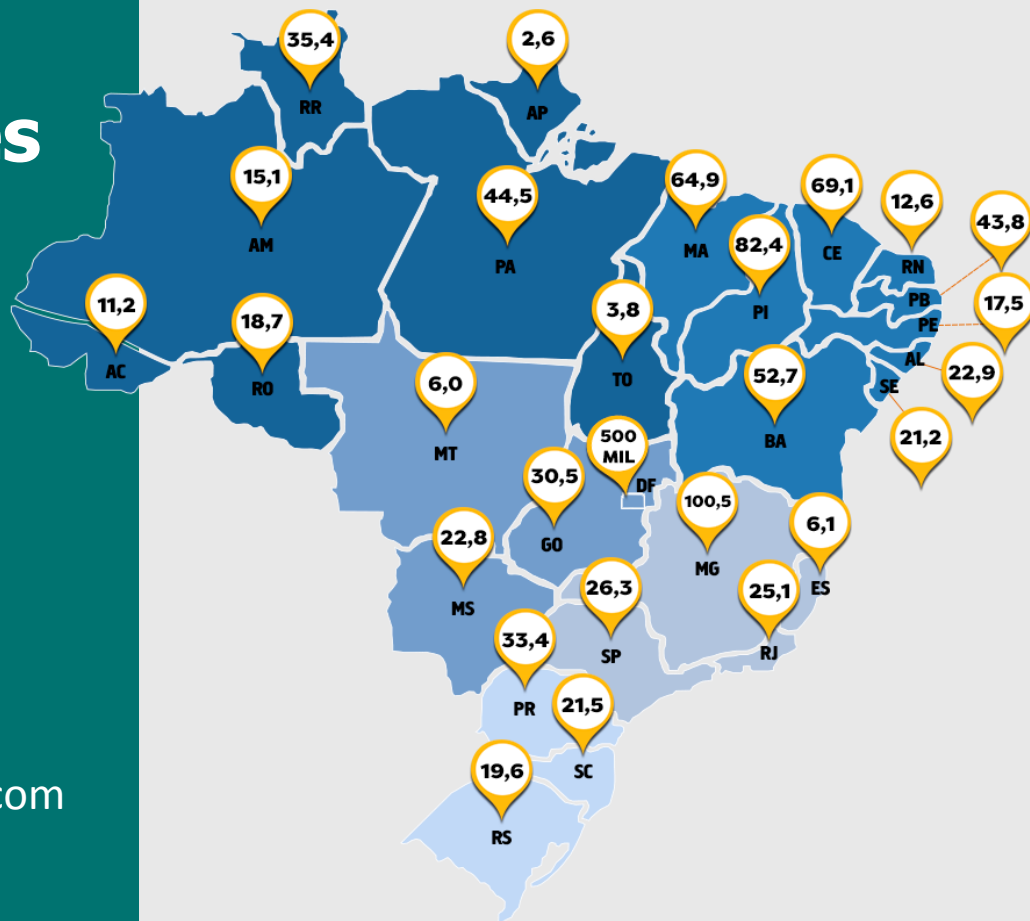 35,4
RR
2,6
AP
es
15,1
AM
44,5
PA
64,9
MA
69,1
CE
12,6
RN
43,8
PB
82,4
PI
11,2
AC
18,7
RO
3,8
TO
17,5
PE
6,0
MT
52,7
BA
AL
22,9
SE
21,2
500
MIL
DF
30,5
GO
100,5
MG
6,1
ES
22,8
MS
26,3
SP
25,1
RJ
33,4
PR
21,5
SC
19,6
RS
com